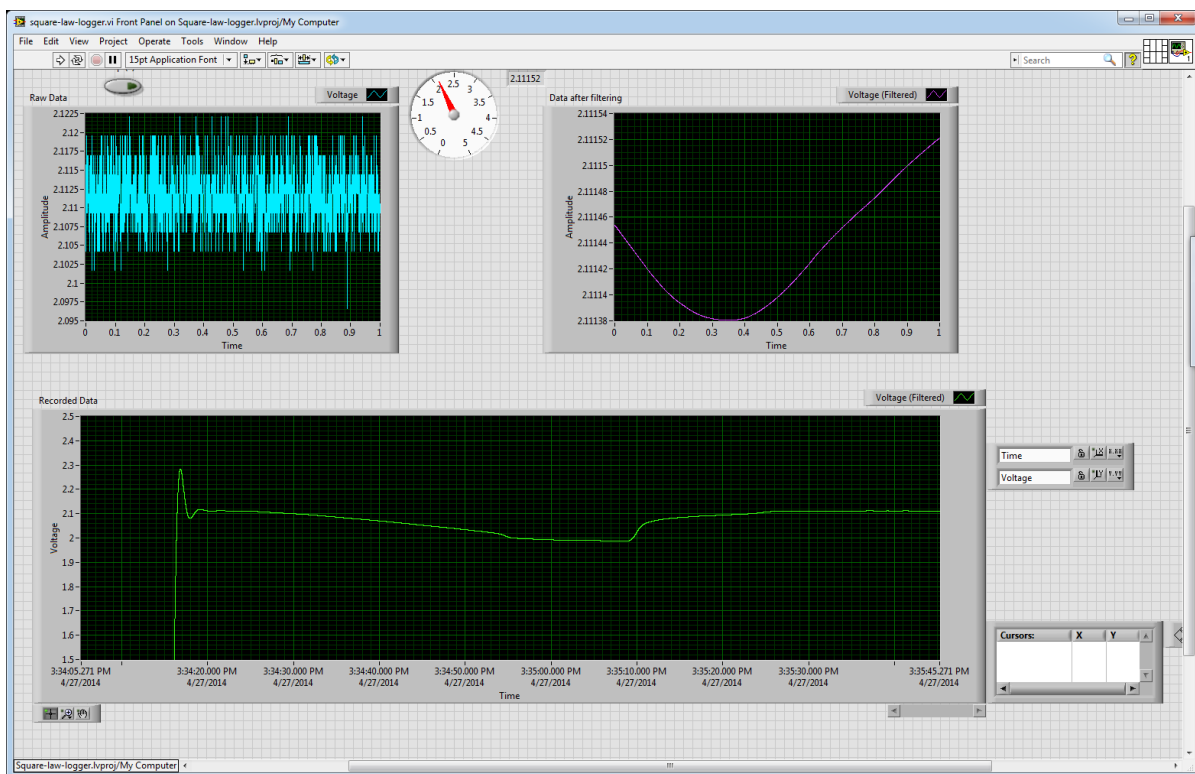 square-law-logger.vi Front Panel on Square-law-logger.lvproj/My Computer
File Edit View Project Operate Tools Window Help
15pt Application Font
Search
Raw Data
Voltage
2.1225
2.12
2.1175
2.115
2.1125
2.11
2.1075
2.105
2.1025
2.1
2.0975
2.095
Amplitude
0 0.1 0.2 0.3 0.4 0.5 0.6 0.7 0.8 0.9 1
Time
0 0.5 1 1.5 2 2.5 3 3.5 4 4.5 5
2.11152
Data after filtering
Voltage (Filtered)
2.11154
2.11152
2.1115
2.11148
2.11146
2.11144
2.11142
2.1114
2.11138
Amplitude
0 0.1 0.2 0.3 0.4 0.5 0.6 0.7 0.8 0.9 1
Time
Recorded Data
Voltage (Filtered)
2.5
2.4
2.3
2.2
2.1
2
1.9
1.8
1.7
1.6
1.5
Voltage
3:34:05.271 PM 3:34:20.000 PM 3:34:30.000 PM 3:34:40.000 PM 3:34:50.000 PM 3:35:00.000 PM 3:35:10.000 PM 3:35:20.000 PM 3:35:30.000 PM 3:35:45.271 PM
4/27/2014 4/27/2014 4/27/2014 4/27/2014 4/27/2014 4/27/2014 4/27/2014 4/27/2014 4/27/2014 4/27/2014
Time
Time
Voltage
Cursors: X Y
Square-law-logger.lvproj/My Computer